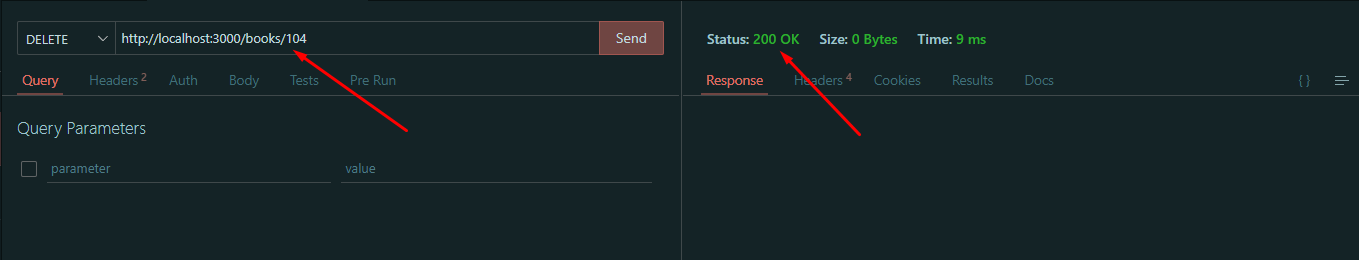 DELETE http://localhost:3000/books/104 Send
Query Headers 2 Auth Body Tests Pre Run
Query Parameters
parameter value
Status: 200 OK Size: 0 Bytes Time: 9 ms
Response Headers 4 Cookies Results Docs { }